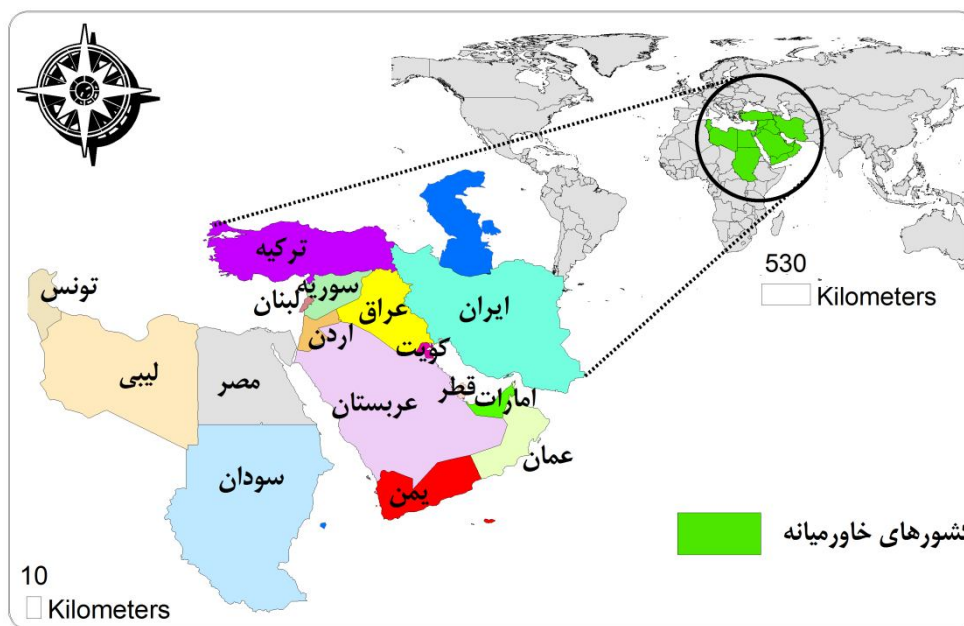 530
Kilometers
ترکیه
تونس
سوریه
لبنان
عراق
ایران
اردن
کویت
لیبی
مصر
قطر
امارات
عربستان
عمان
سودان
یمن
کشورهای خاورمیانه
10
Kilometers